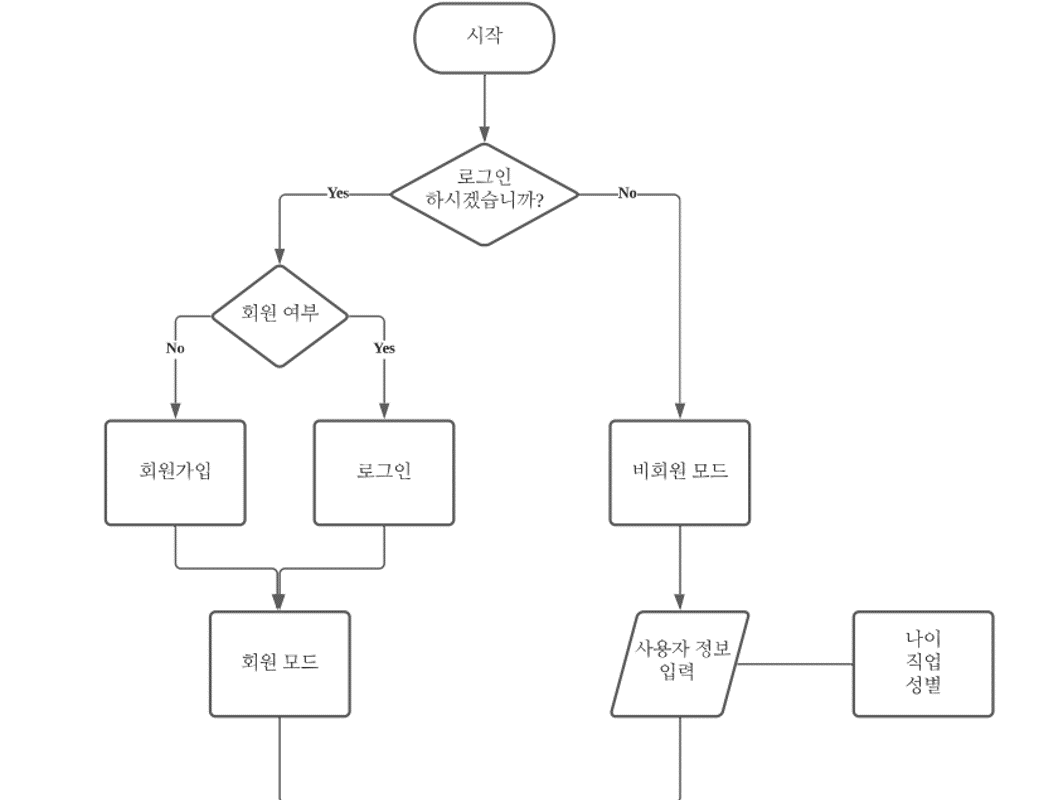 시작
로그인
하시겠습니까?
Yes
No
회원 여부
No
Yes
회원가입
로그인
비회원 모드
회원 모드
사용자 정보
입력
나이
직업
성별